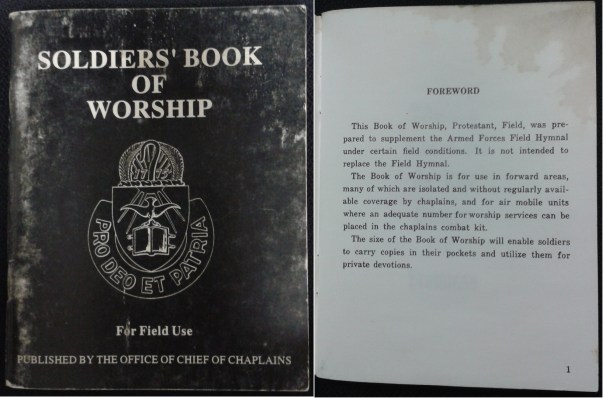 SOLDIERS' BOOK
OF
WORSHIP
PRO DEO ET PATRIA
For Field Use
PUBLISHED BY THE OFFICE OF CHIEF OF CHAPLAINS
FOREWORD
This Book of Worship, Protestant, Field, was pre-
pared to supplement the Armed Forces Field Hymnal
under certain field conditions. It is not intended to
replace the Field Hymnal.
The Book of Worship is for use in forward areas,
many of which are isolated and without regularly avail-
able coverage by chaplains, and for air mobile units
where an adequate number for worship services can be
placed in the chaplains combat kit.
The size of the Book of Worship will enable soldiers
to carry copies in their pockets and utilize them for
private devotions.
1